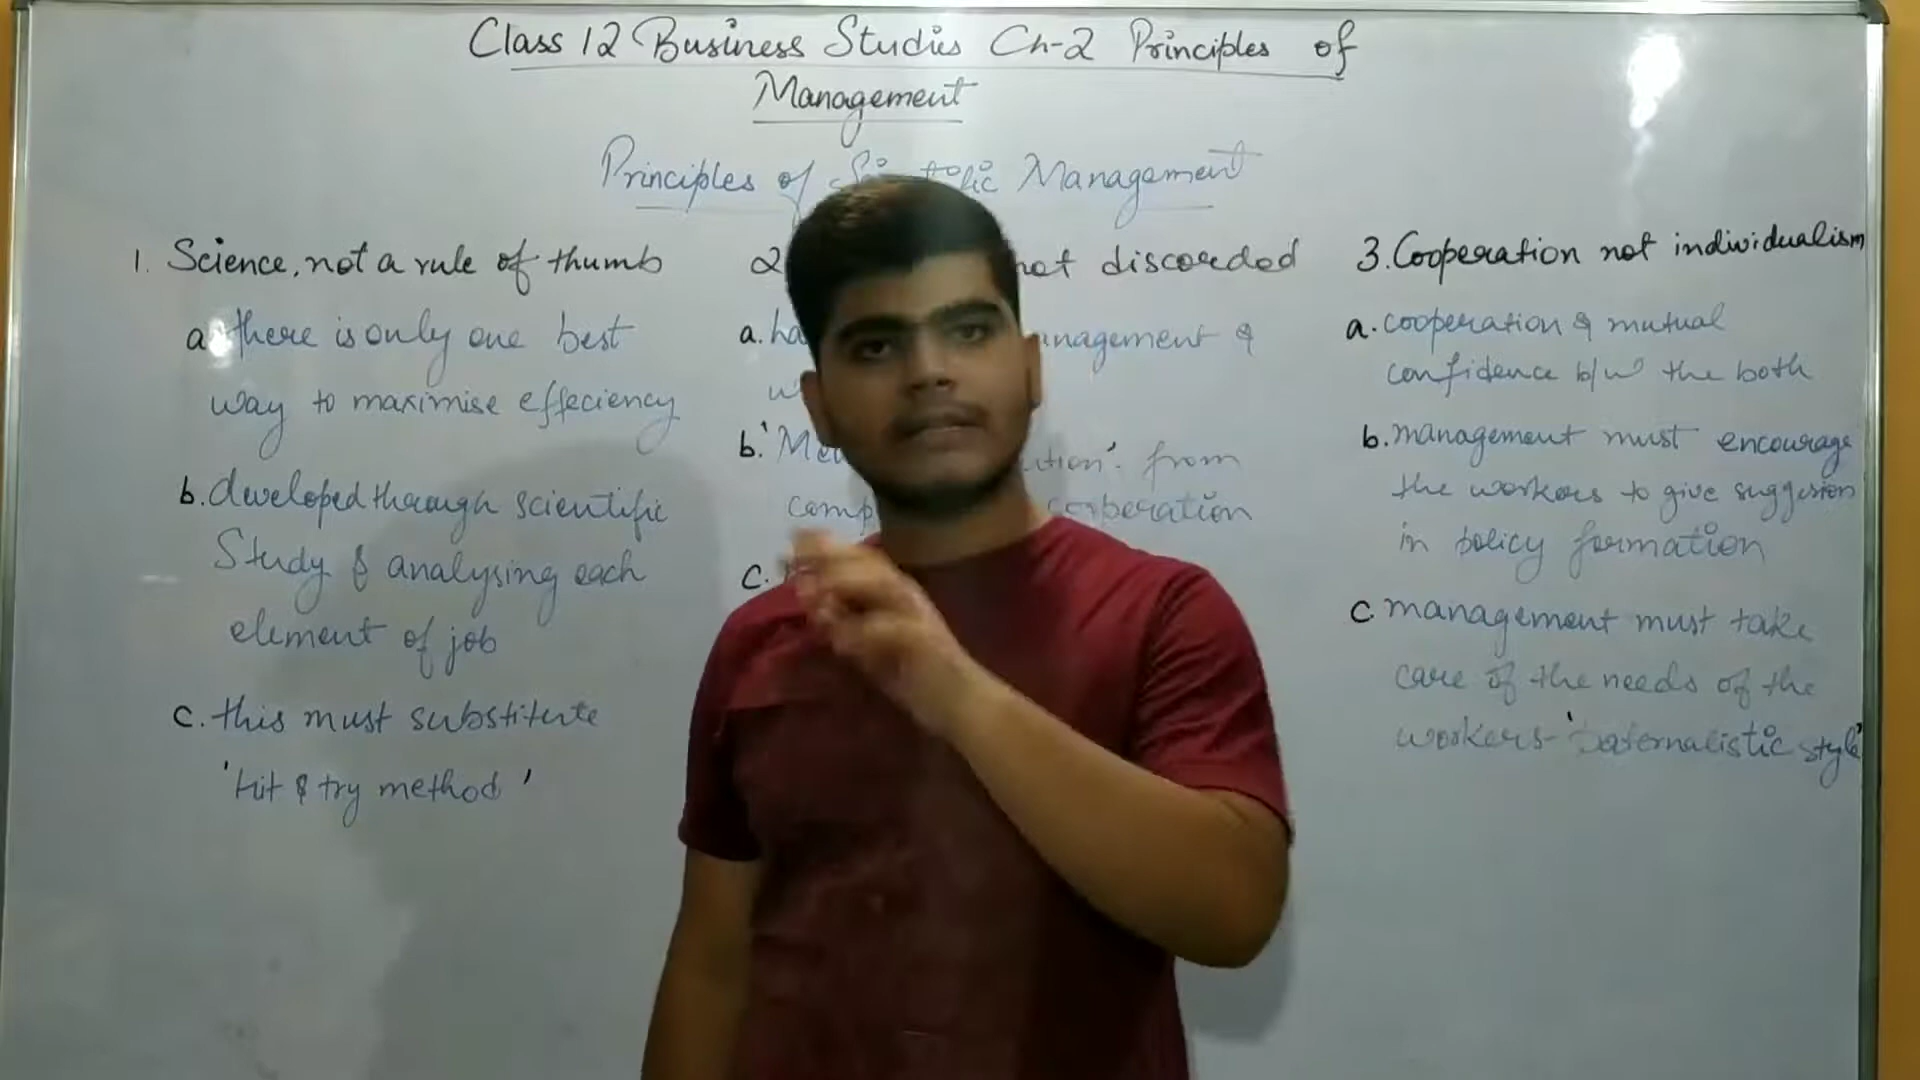 Class 12 Business Studies Ch-2 Principles of
Management
Principles of Management
1. Science, not a rule of thumb
a there is only one best
way to maximise effeciency
b. dweloped through scientific
Study & analysing each
element of job
c. this must substitute
'Hit & try method'
2 not discorded
a. &
b. from
c.
3. Cooperation not individualism
a. cooperation & mutual
confidence b/w the both
b. management must encourage
the workers to give suggesion
in policy formation
c management must take
care of the needs of the
workers- 'paternalistic style'